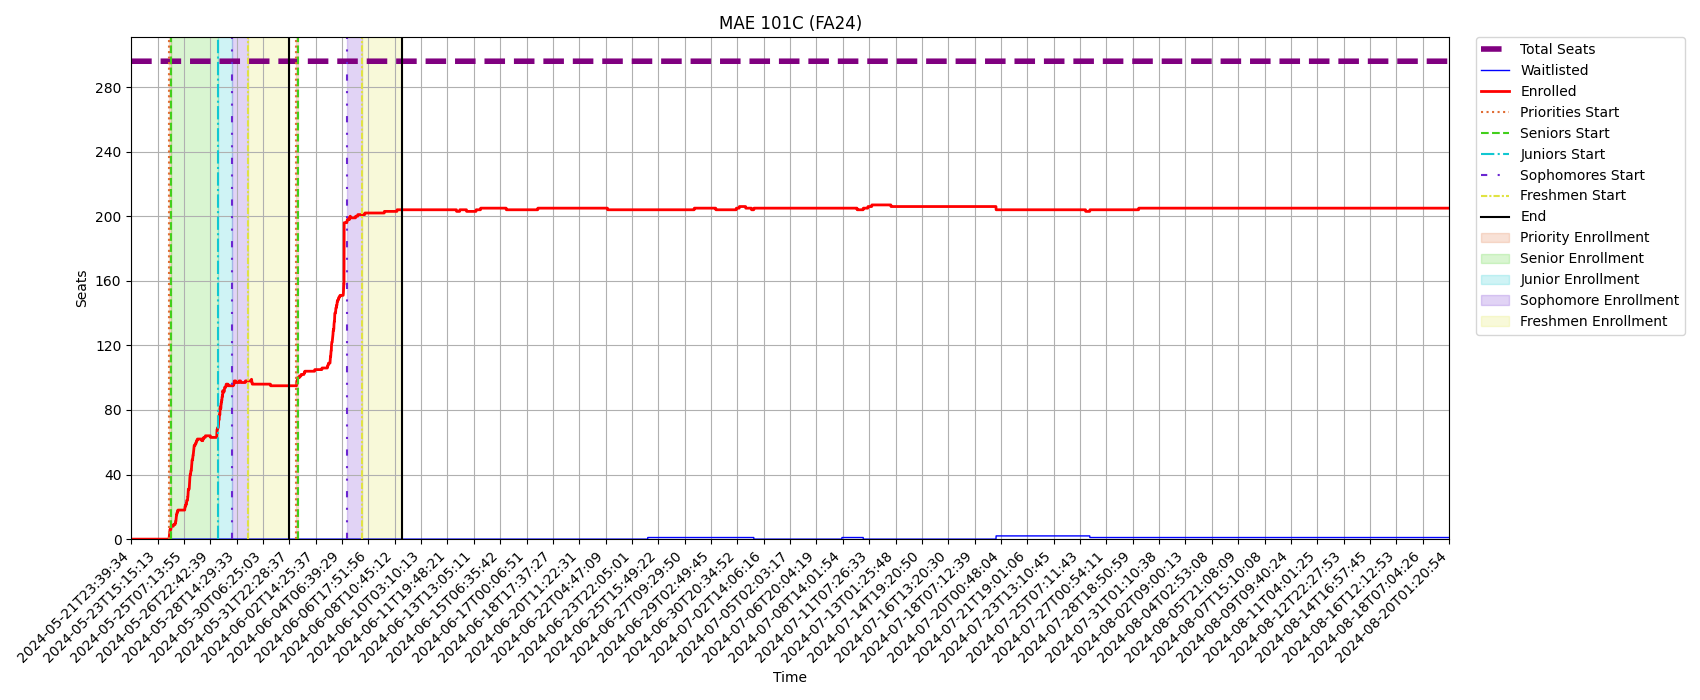 MAE 101C (FA24)
Total Seats
Waitlisted
Enrolled
Priorities Start
Seniors Start
Juniors Start
Sophomores Start
Freshmen Start
End
Priority Enrollment
Senior Enrollment
Junior Enrollment
Sophomore Enrollment
Freshmen Enrollment
Seats
280
240
200
160
120
80
40
0
2024-05-21T23:39:34
2024-05-23T15:15:13
2024-05-25T07:13:55
2024-05-26T22:42:39
2024-05-28T14:29:33
2024-05-30T06:25:03
2024-05-31T22:28:37
2024-06-02T14:25:37
2024-06-04T06:39:29
2024-06-06T17:51:56
2024-06-08T10:45:12
2024-06-10T03:10:13
2024-06-11T19:48:21
2024-06-13T13:05:11
2024-06-15T06:35:42
2024-06-17T00:06:51
2024-06-18T17:37:27
2024-06-20T11:22:31
2024-06-22T04:47:09
2024-06-23T22:05:01
2024-06-25T15:49:22
2024-06-27T09:29:50
2024-06-29T02:49:45
2024-06-30T20:34:52
2024-07-02T14:06:16
2024-07-05T02:03:17
2024-07-06T20:04:19
2024-07-08T14:01:54
2024-07-11T07:26:33
2024-07-13T01:25:48
2024-07-14T19:20:50
2024-07-16T13:20:30
2024-07-18T07:12:39
2024-07-20T00:48:04
2024-07-21T19:01:06
2024-07-23T13:10:45
2024-07-25T07:11:43
2024-07-27T00:54:11
2024-07-28T18:50:59
2024-07-31T01:10:38
2024-08-02T09:00:13
2024-08-04T02:53:08
2024-08-05T21:08:09
2024-08-07T15:10:08
2024-08-09T09:40:24
2024-08-11T04:01:25
2024-08-12T22:27:53
2024-08-14T16:57:45
2024-08-16T12:12:53
2024-08-18T07:04:26
2024-08-20T01:20:54
Time